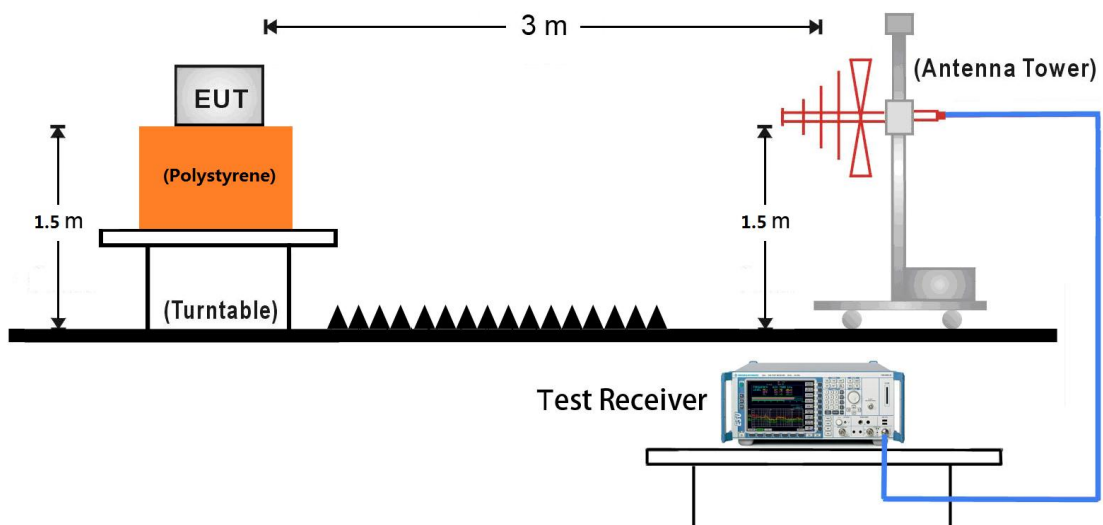 3 m
(Antenna Tower)
EUT
(Polystyrene)
1.5 m
1.5 m
(Turntable)
Test Receiver